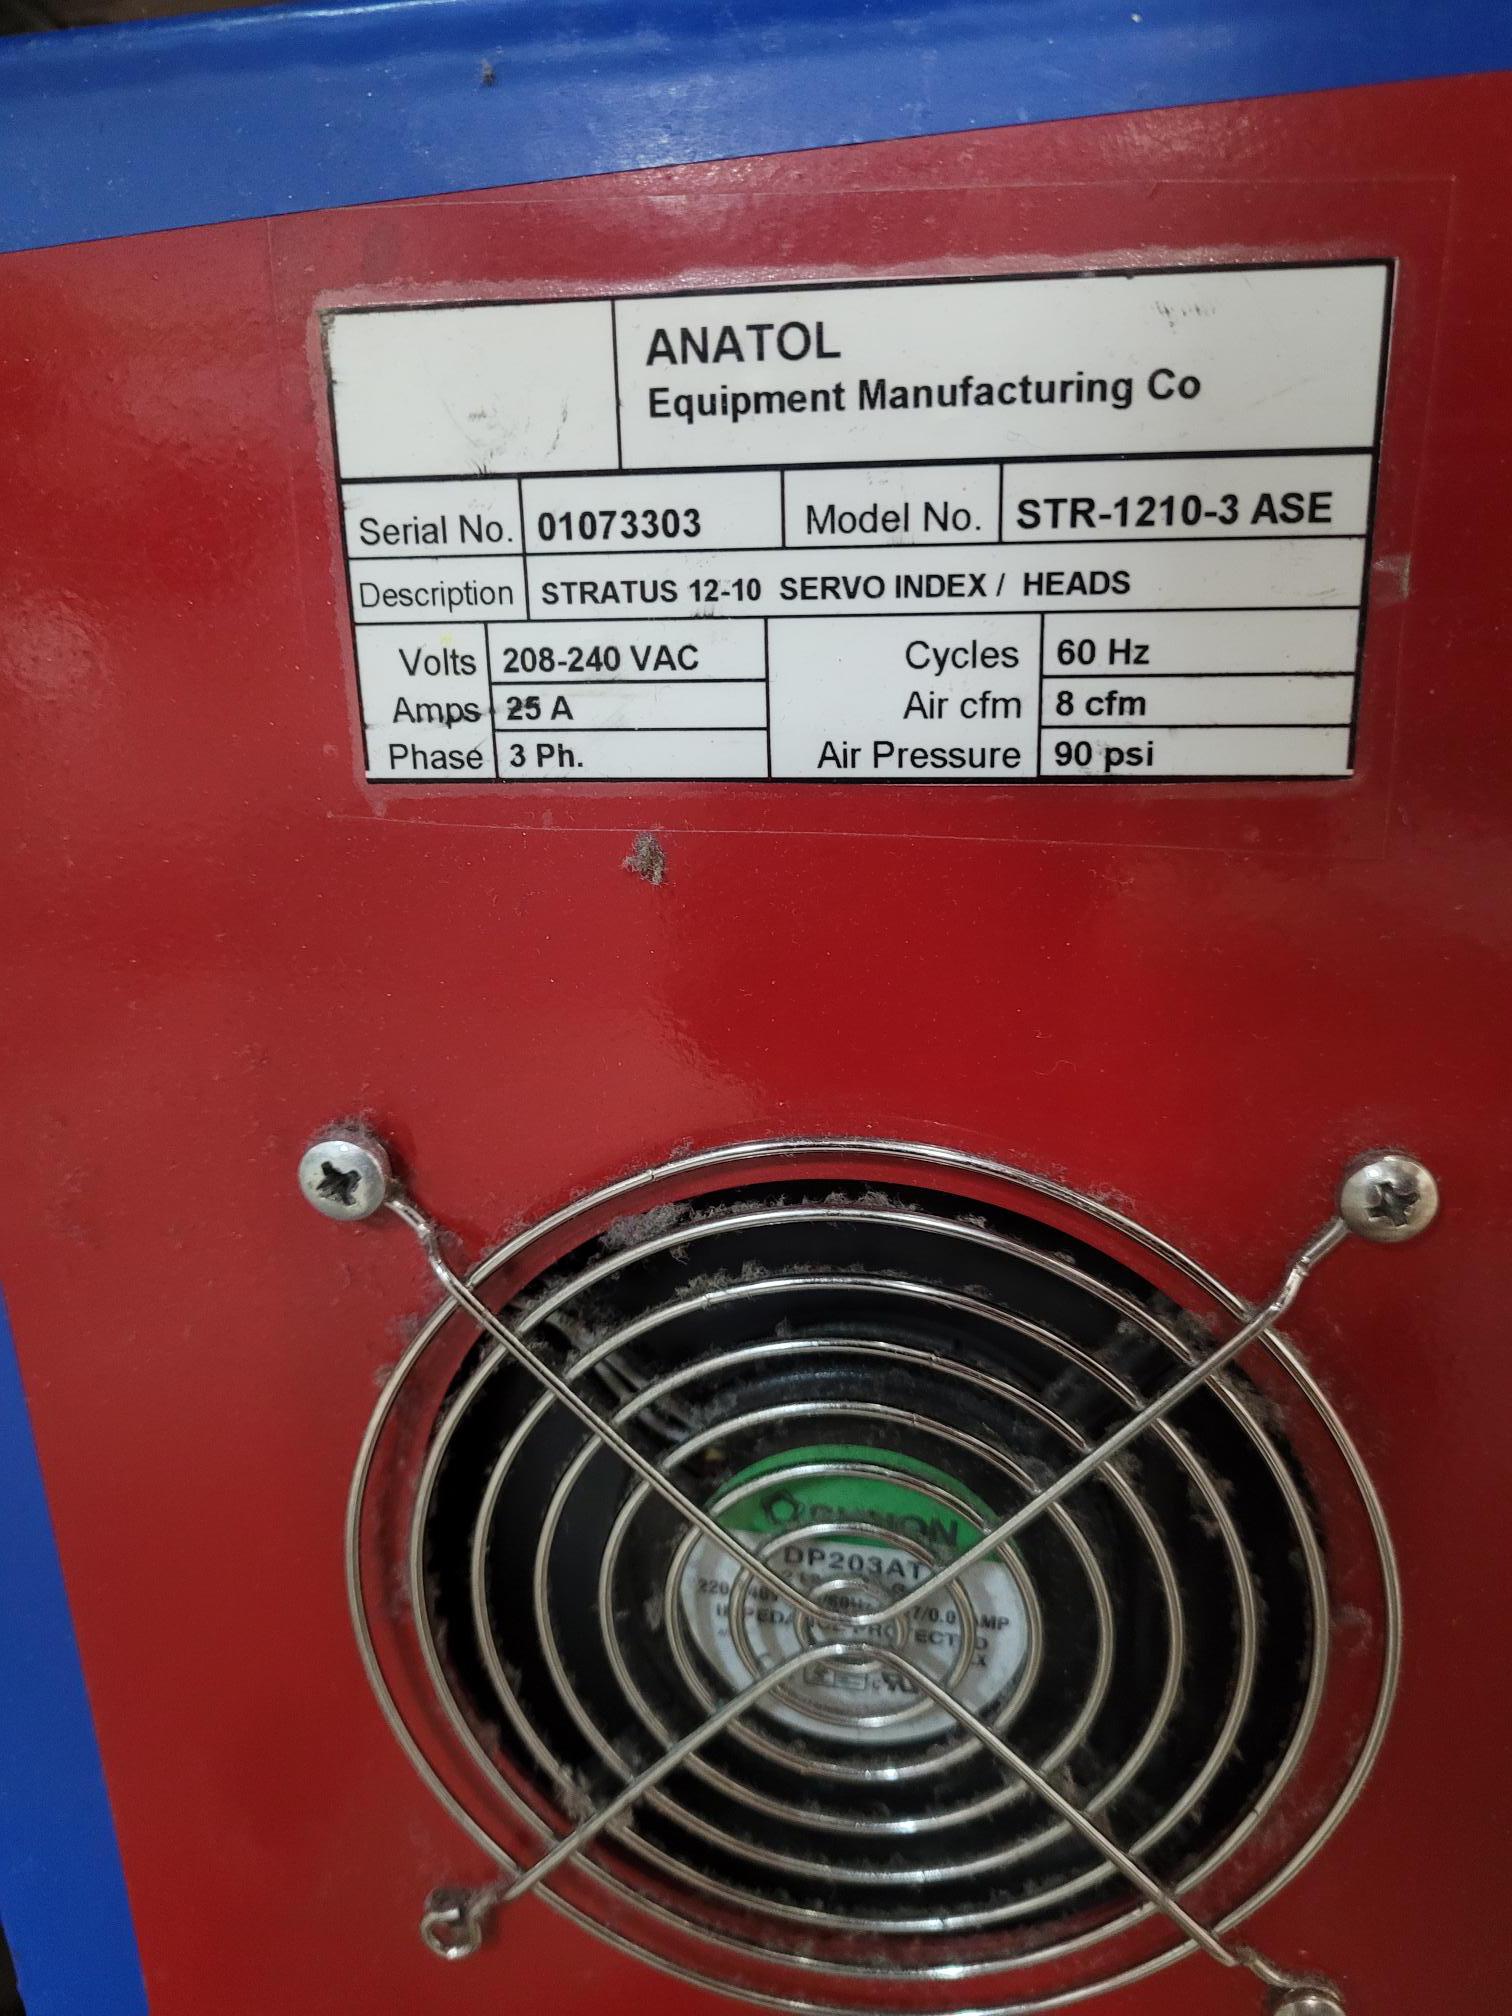 ANATOL
Equipment Manufacturing Co
Serial No. 01073303 Model No. STR-1210-3 ASE
Description STRATUS 12-10 SERVO INDEX / HEADS
Volts 208-240 VAC Cycles 60 Hz
Amps 25 A Air cfm 8 cfm
Phase 3 Ph. Air Pressure 90 psi
DP203AT
IMPEDANCE PROTECTED